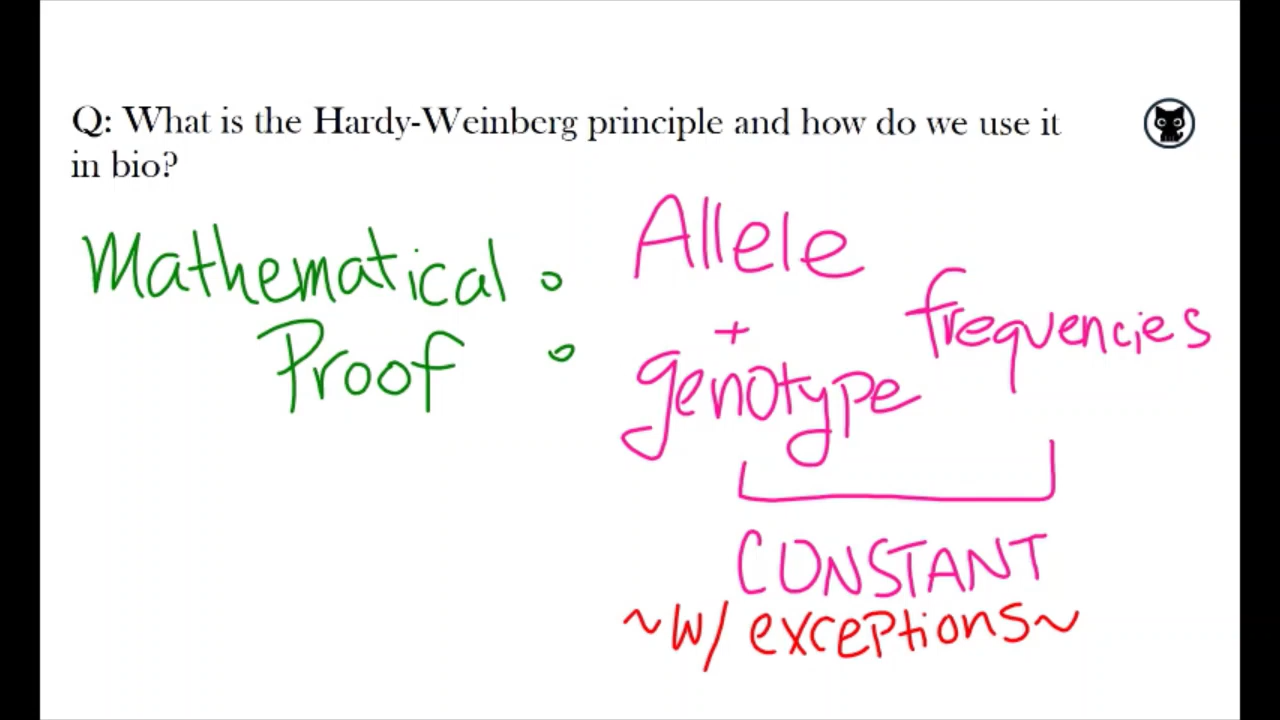 Q: What is the Hardy-Weinberg principle and how do we use it
in bio?
Mathematical :
Proof
Allele
+
genotype
frequencies
CONSTANT
~w/ exceptions~